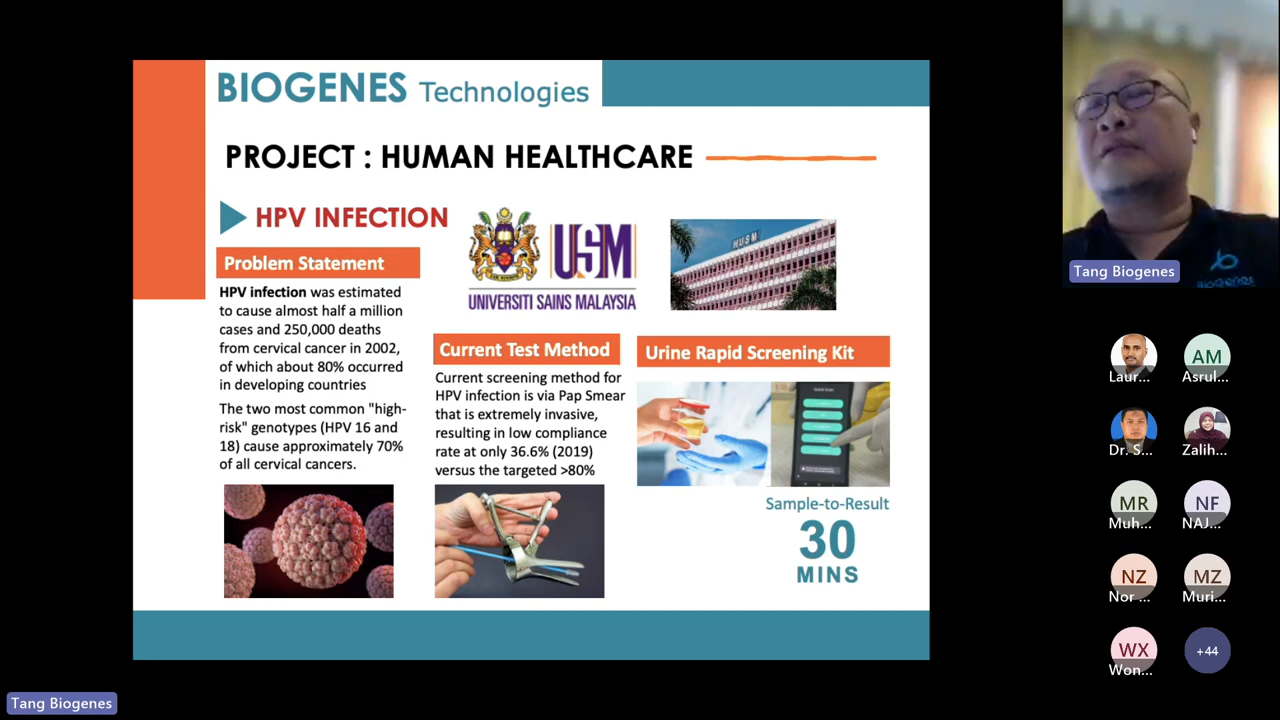 BIOGENES Technologies
PROJECT : HUMAN HEALTHCARE
HPV INFECTION
Problem Statement
HPV infection was estimated
to cause almost half a million
cases and 250,000 deaths
from cervical cancer in 2002,
of which about 80% occurred
in developing countries
The two most common "high-
risk" genotypes (HPV 16 and
18) cause approximately 70%
of all cervical cancers.
USM
UNIVERSITI SAINS MALAYSIA
HUSM
Current Test Method
Current screening method for
HPV infection is via Pap Smear
that is extremely invasive,
resulting in low compliance
rate at only 36.6% (2019)
versus the targeted >80%
Urine Rapid Screening Kit
Sample-to-Result
30
MINS
Tang Biogenes
Laur...
AM
Asrul...
Dr. S...
Zalih...
MR
Muh...
NF
NAJ...
NZ
Nor ...
MZ
Muri...
WX
Won...
+44
Tang Biogenes